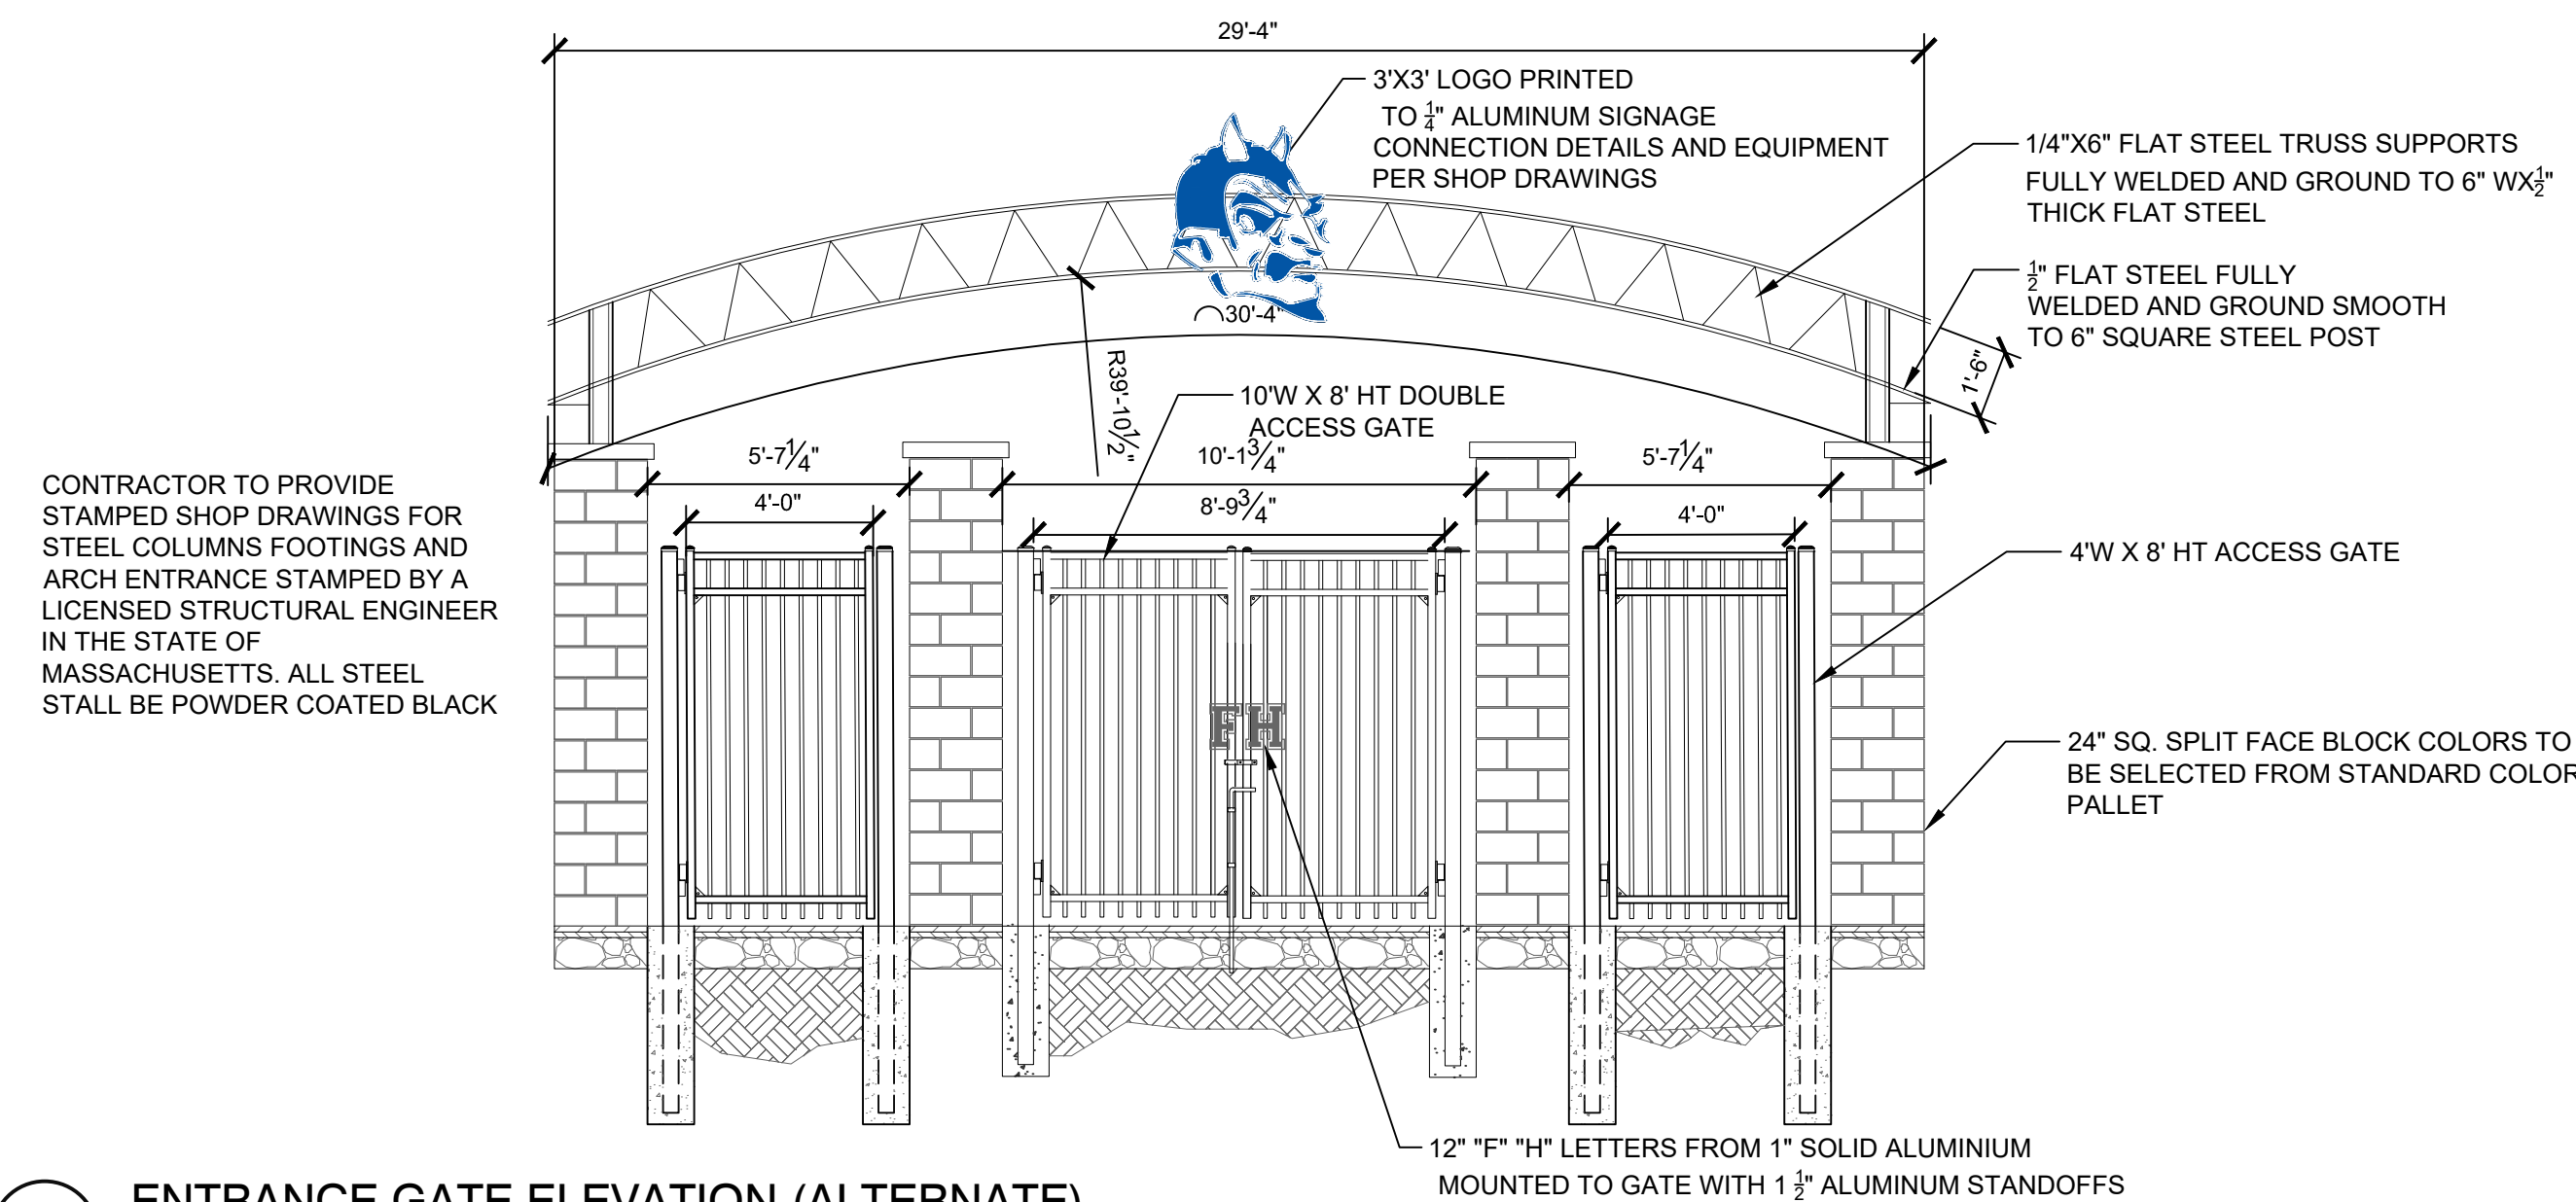 29'-4"
3'X3' LOGO PRINTED
TO 1/4" ALUMINUM SIGNAGE
CONNECTION DETAILS AND EQUIPMENT
PER SHOP DRAWINGS
1/4"X6" FLAT STEEL TRUSS SUPPORTS
FULLY WELDED AND GROUND TO 6" WX1/2"
THICK FLAT STEEL
1/2" FLAT STEEL FULLY
WELDED AND GROUND SMOOTH
TO 6" SQUARE STEEL POST
30'-4"
1'-6"
R39'-10 1/2"
10'W X 8' HT DOUBLE
ACCESS GATE
5'-7 1/4"
10'-1 3/4"
5'-7 1/4"
4'-0"
8'-9 3/4"
4'-0"
CONTRACTOR TO PROVIDE
STAMPED SHOP DRAWINGS FOR
STEEL COLUMNS FOOTINGS AND
ARCH ENTRANCE STAMPED BY A
LICENSED STRUCTURAL ENGINEER
IN THE STATE OF
MASSACHUSETTS. ALL STEEL
STALL BE POWDER COATED BLACK
4'W X 8' HT ACCESS GATE
F H
24" SQ. SPLIT FACE BLOCK COLORS TO
BE SELECTED FROM STANDARD COLOR
PALLET
12" "F" "H" LETTERS FROM 1" SOLID ALUMINIUM
MOUNTED TO GATE WITH 1 1/2" ALUMINUM STANDOFFS
ENTRANCE GATE ELEVATION (ALTERNATE)